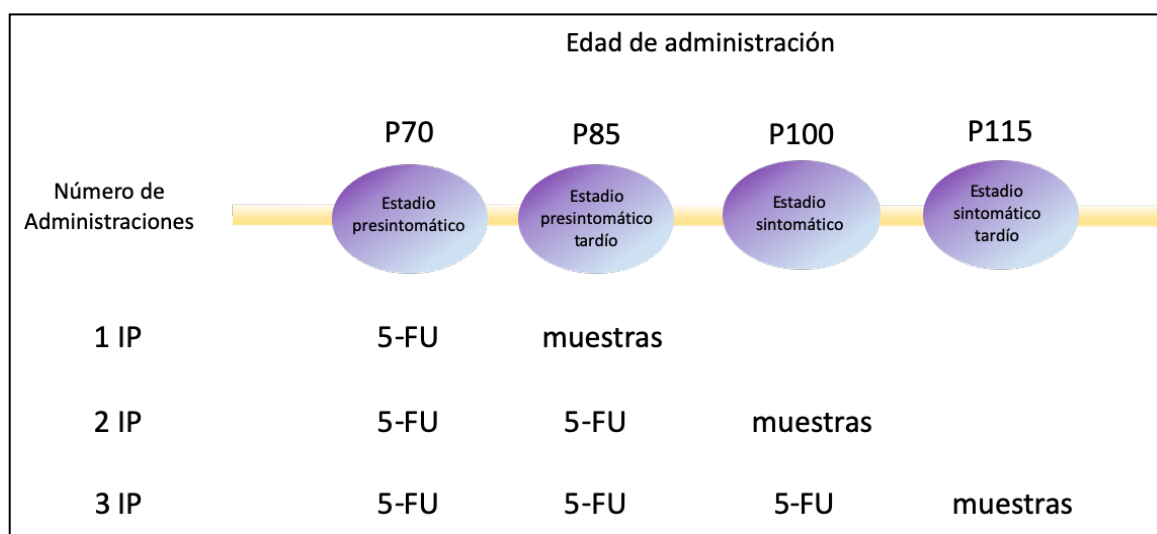 Edad de administración
P70 P85 P100 P115
Número de
Administraciones
Estadio
presintomático
Estadio
presintomático
tardío
Estadio
sintomático
Estadio
sintomático
tardío
1 IP 5-FU muestras
2 IP 5-FU 5-FU muestras
3 IP 5-FU 5-FU 5-FU muestras